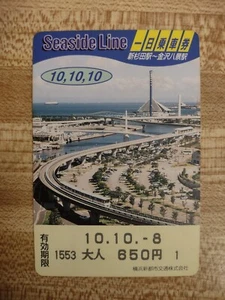 Seaside Line 一日乗車券
新杉田駅〜金沢八景駅
10,10,10
有効期限
10.10.-8
1553 大人 650円 1
横浜新都市交通株式会社